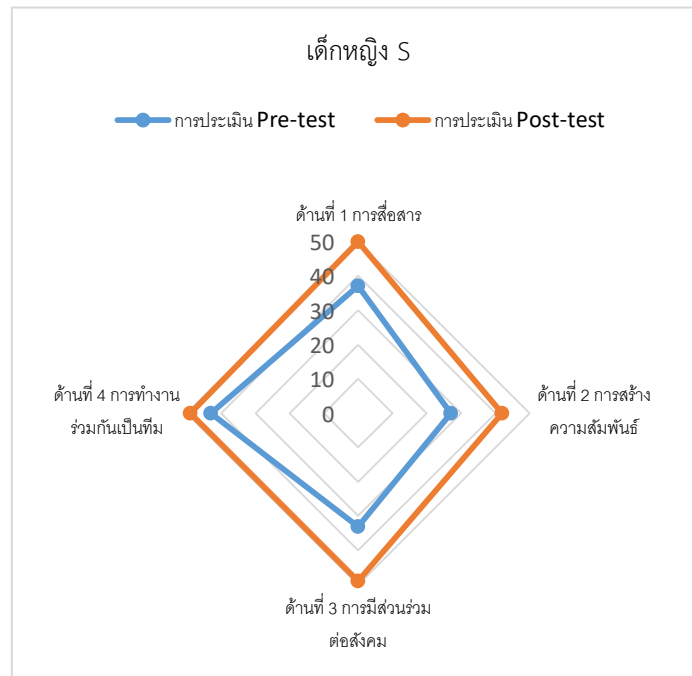 เด็กหญิง S
การประเมิน Pre-test การประเมิน Post-test
ด้านที่ 1 การสื่อสาร
50
40
30
20
10
0
ด้านที่ 2 การสร้าง
ความสัมพันธ์
ด้านที่ 3 การมีส่วนร่วม
ต่อสังคม
ด้านที่ 4 การทำงาน
ร่วมกันเป็นทีม